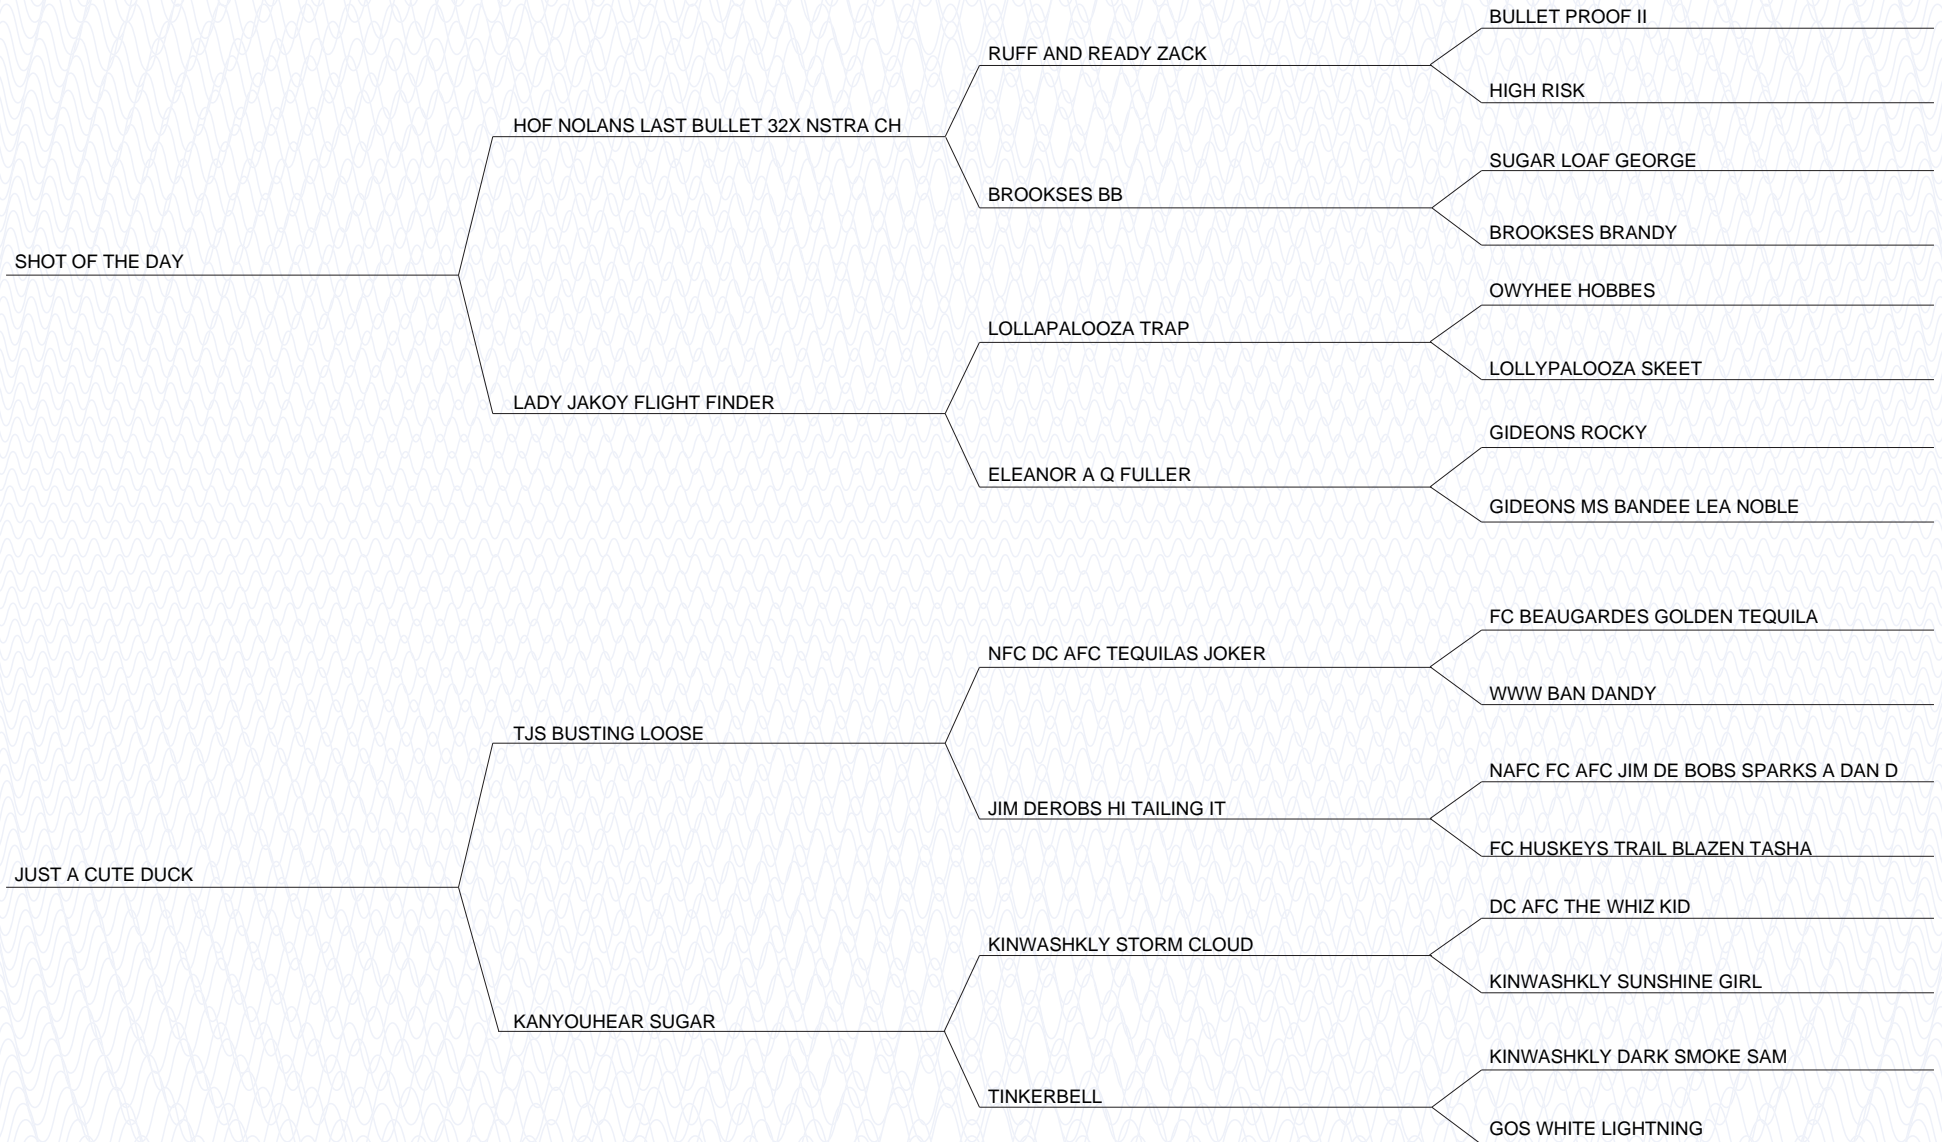 SHOT OF THE DAY
HOF NOLANS LAST BULLET 32X NSTRA CH
RUFF AND READY ZACK
BULLET PROOF II
HIGH RISK
BROOKSES BB
SUGAR LOAF GEORGE
BROOKSES BRANDY
LADY JAKOY FLIGHT FINDER
LOLLAPALOOZA TRAP
OWYHEE HOBBES
LOLLYPALOOZA SKEET
ELEANOR A Q FULLER
GIDEONS ROCKY
GIDEONS MS BANDEE LEA NOBLE
JUST A CUTE DUCK
TJS BUSTING LOOSE
NFC DC AFC TEQUILAS JOKER
FC BEAUGARDES GOLDEN TEQUILA
WWW BAN DANDY
JIM DEROBS HI TAILING IT
NAFC FC AFC JIM DE BOBS SPARKS A DAN D
FC HUSKEYS TRAIL BLAZEN TASHA
KANYOUHEAR SUGAR
KINWASHKLY STORM CLOUD
DC AFC THE WHIZ KID
KINWASHKLY SUNSHINE GIRL
TINKERBELL
KINWASHKLY DARK SMOKE SAM
GOS WHITE LIGHTNING